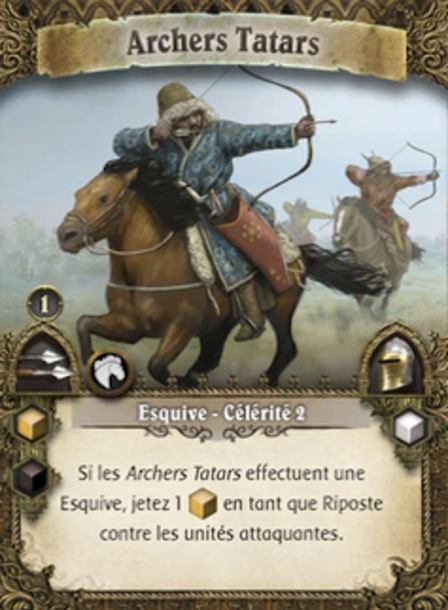 Archers Tatars
1
Esquive - Célérité 2
Si les Archers Tatars effectuent une
Esquive, jetez 1 en tant que Riposte
contre les unités attaquantes.